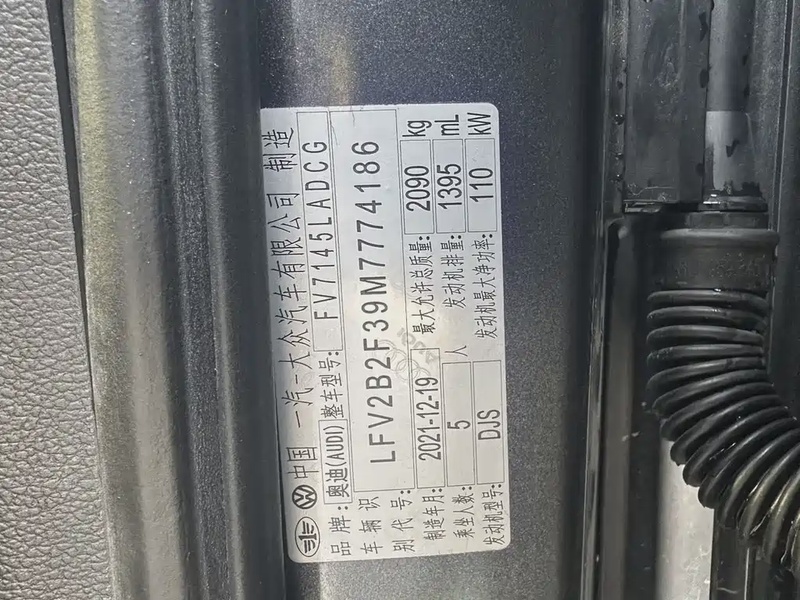 中国 一汽-大众汽车有限公司 制造
品牌: 奥迪(AUDI) 整车型号: FV7145LADCG
车辆识别代号: LFV2B2F39M7774186
制造年月: 2021-12-19 最大允许总质量: 2090 kg
乘坐人数: 5 人 发动机排量: 1395 mL
发动机型号: DJS 发动机最大净功率: 110 kW
AUDI